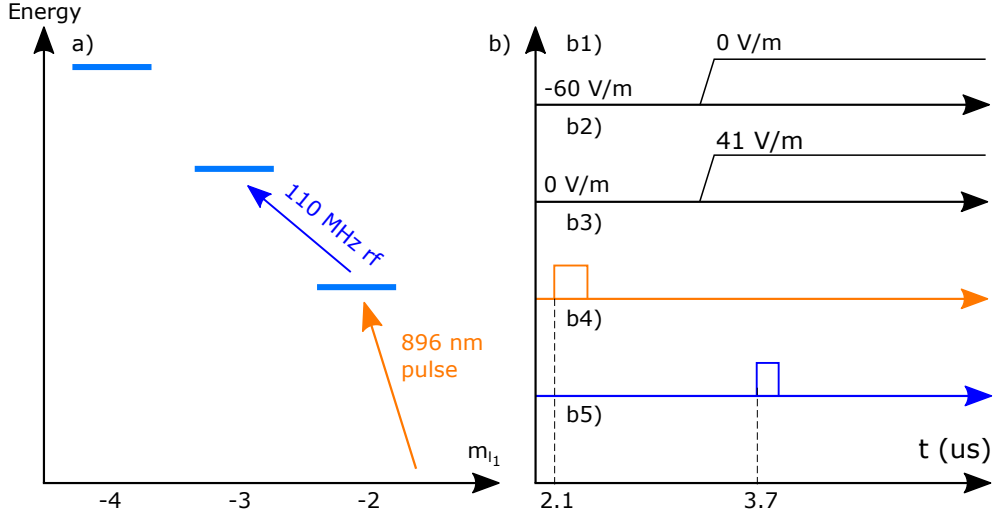 Energy
a)
110 MHz rf
896 nm
pulse
m_l1
-4
-3
-2
b)
b1)
0 V/m
-60 V/m
b2)
41 V/m
0 V/m
b3)
b4)
b5)
t (us)
2.1
3.7